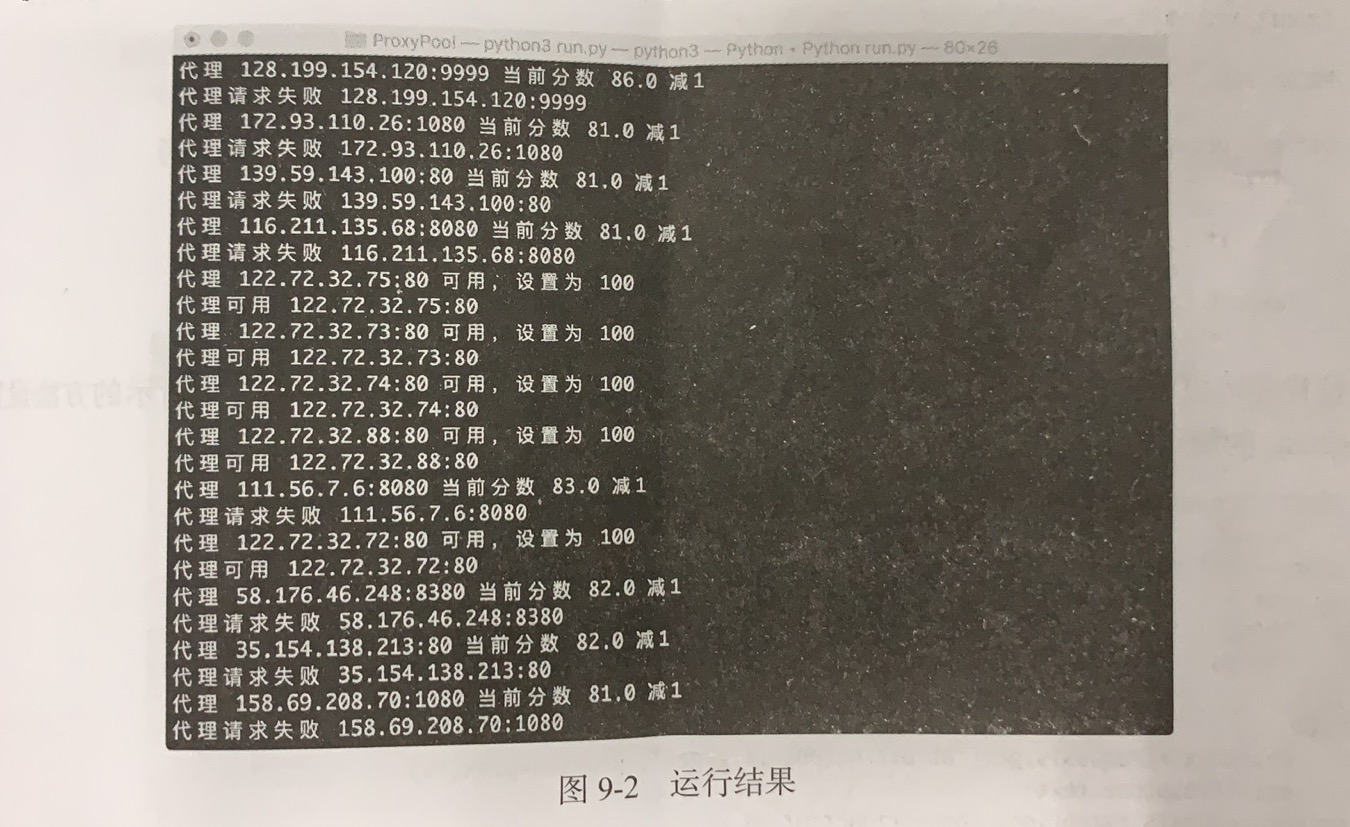 ProxyPool — python3 run.py — python3 — Python • Python run.py — 80×26
代理 128.199.154.120:9999 当前分数 86.0 减1
代理请求失败 128.199.154.120:9999
代理 172.93.110.26:1080 当前分数 81.0 减1
代理请求失败 172.93.110.26:1080
代理 139.59.143.100:80 当前分数 81.0 减1
代理请求失败 139.59.143.100:80
代理 116.211.135.68:8080 当前分数 81.0 减1
代理请求失败 116.211.135.68:8080
代理 122.72.32.75:80 可用，设置为 100
代理可用 122.72.32.75:80
代理 122.72.32.73:80 可用，设置为 100
代理可用 122.72.32.73:80
代理 122.72.32.74:80 可用，设置为 100
代理可用 122.72.32.74:80
代理 122.72.32.88:80 可用，设置为 100
代理可用 122.72.32.88:80
代理 111.56.7.6:8080 当前分数 83.0 减1
代理请求失败 111.56.7.6:8080
代理 122.72.32.72:80 可用，设置为 100
代理可用 122.72.32.72:80
代理 58.176.46.248:8380 当前分数 82.0 减1
代理请求失败 58.176.46.248:8380
代理 35.154.138.213:80 当前分数 82.0 减1
代理请求失败 35.154.138.213:80
代理 158.69.208.70:1080 当前分数 81.0 减1
代理请求失败 158.69.208.70:1080
图 9-2 运行结果